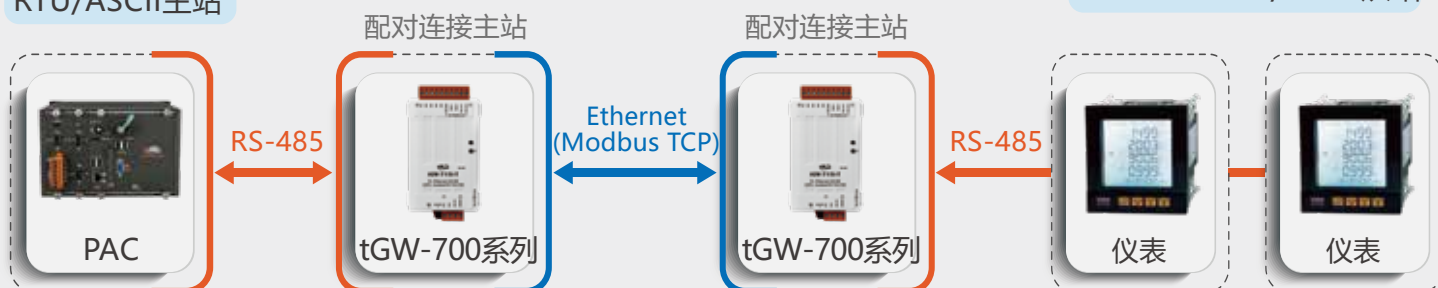 RTU/ASCII主站
配对连接主站
配对连接主站
RS-485
Ethernet
(Modbus TCP)
RS-485
PAC
tGW-700系列
tGW-700系列
仪表
仪表